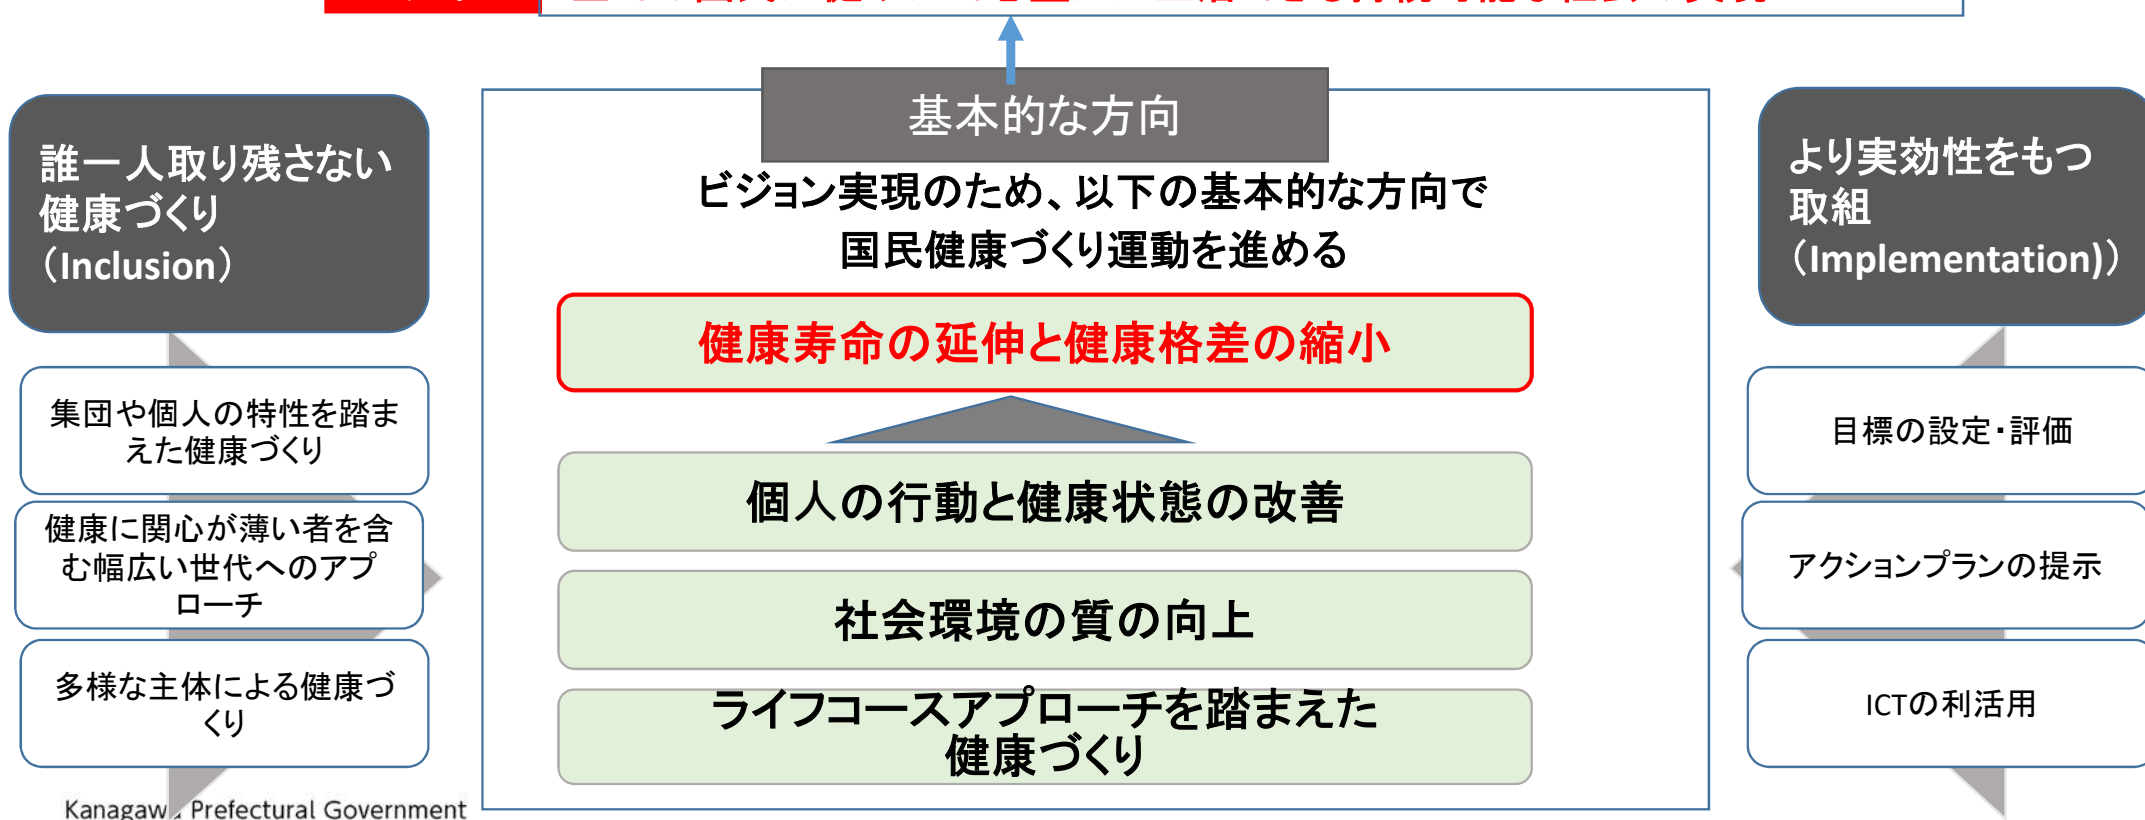 基本的な方向
誰一人取り残さない
健康づくり
（Inclusion）
ビジョン実現のため、以下の基本的な方向で
国民健康づくり運動を進める
より実効性をもつ
取組
（Implementation)）
健康寿命の延伸と健康格差の縮小
集団や個人の特性を踏ま
えた健康づくり
健康に関心が薄い者を含
む幅広い世代へのアプ
ローチ
多様な主体による健康づ
くり
個人の行動と健康状態の改善
社会環境の質の向上
ライフコースアプローチを踏まえた
健康づくり
目標の設定・評価
アクションプランの提示
ICTの利活用
Prefectural Government